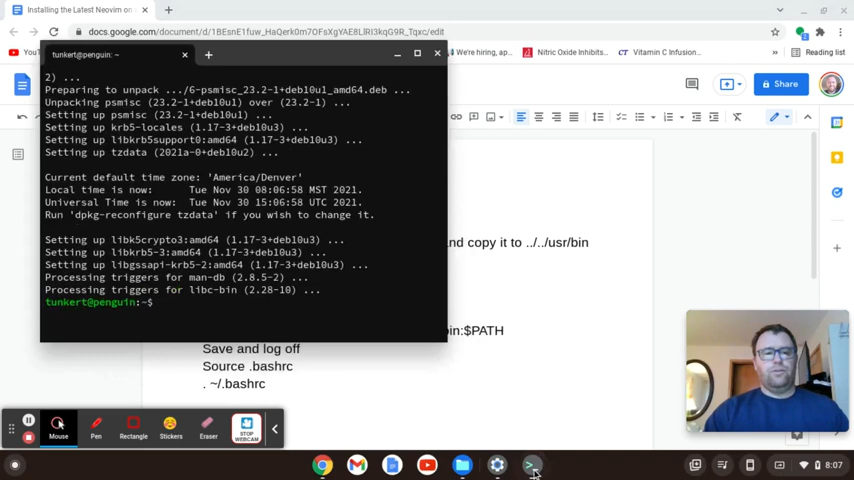 Installing the Latest Neovim on
docs.google.com/document/d/1BEsnE1fuw_HaQerk0m7OFsXgYAE8LlRI3kqG9R_Tqxc/edit
We're hiring, ap...
Nitric Oxide Inhibits...
CT
Vitamin C Infusion...
Reading list
tunkert@penguin: ~
Share
2) ...
Preparing to unpack .../6-psmisc_23.2-1+deb10u1_amd64.deb ...
Unpacking psmisc (23.2-1+deb10u1) over (23.2-1) ...
Setting up psmisc (23.2-1+deb10u1) ...
Setting up krb5-locales (1.17-3+deb10u3) ...
Setting up libkrb5support0:amd64 (1.17-3+deb10u3) ...
Setting up tzdata (2021a-0+deb10u2) ...
Current default time zone: 'America/Denver'
Local time is now: Tue Nov 30 08:06:58 MST 2021.
Universal Time is now: Tue Nov 30 15:06:58 UTC 2021.
Run 'dpkg-reconfigure tzdata' if you wish to change it.
Setting up libk5crypto3:amd64 (1.17-3+deb10u3) ...
Setting up libkrb5-3:amd64 (1.17-3+deb10u3) ...
Setting up libgssapi-krb5-2:amd64 (1.17-3+deb10u3) ...
Processing triggers for man-db (2.8.5-2) ...
Processing triggers for libc-bin (2.28-10) ...
tunkert@penguin:~$
and copy it to ../../usr/bin
bin:$PATH
Save and log off
Source .bashrc
. ~/.bashrc
Mouse
Pen
Rectangle
Stickers
Eraser
STOP
WEBCAM
8:07